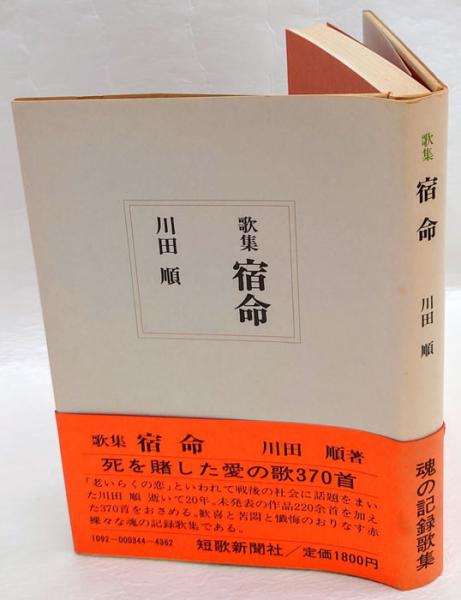 歌集
宿命
川田 順
歌集 宿命 川田 順著
死を賭した愛の歌370首
「老いらくの恋」といわれて戦後の社会に話題をまい
た川田 順 逝いて20年。未発表の作品220余首を加え
た370首をおさめる。歓喜と苦悶と懺悔のおりなす赤
裸々な魂の記録歌集である。
1092-000344-4362
短歌新聞社/定価1800円
歌集 宿命 川田 順
魂の記録歌集